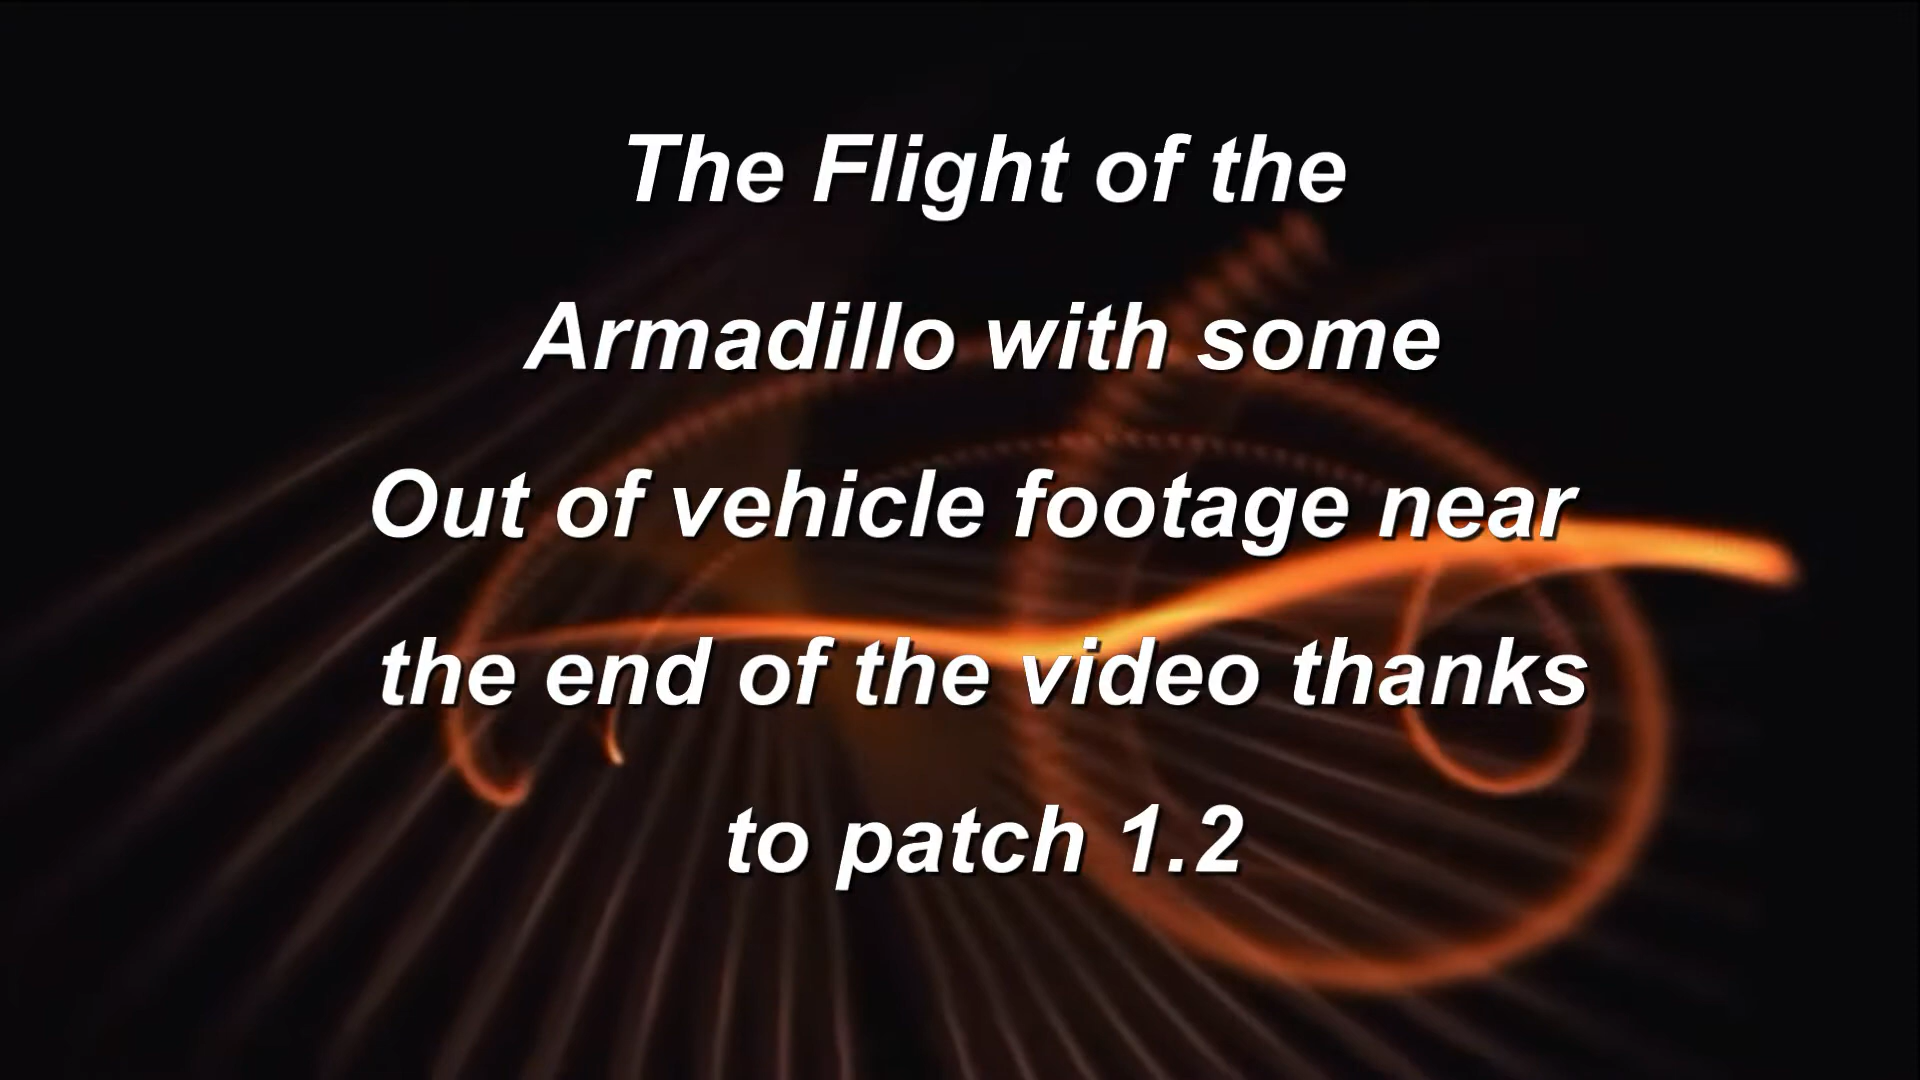 The Flight of the
Armadillo with some
Out of vehicle footage near
the end of the video thanks
to patch 1.2